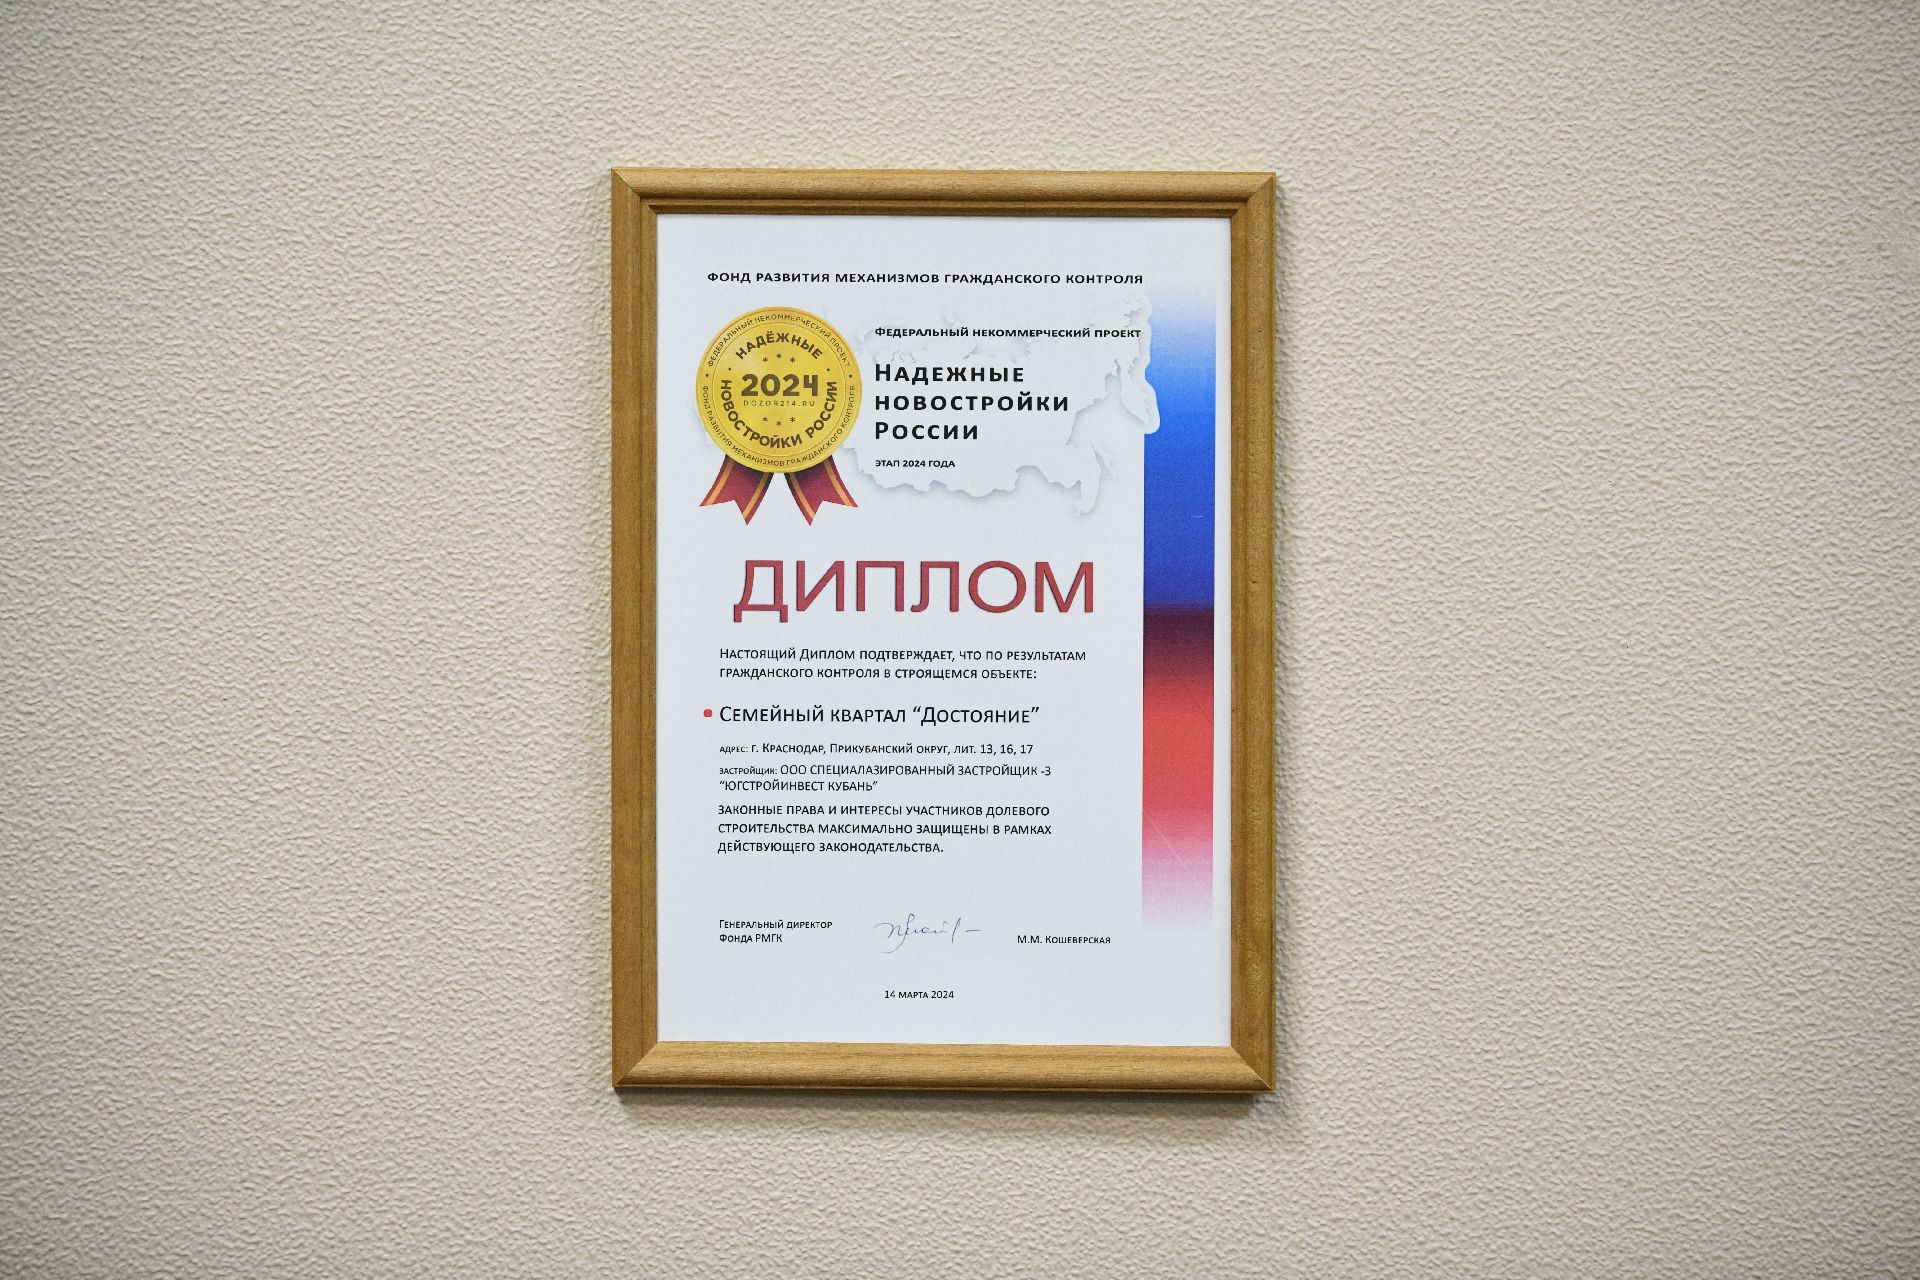 ФОНД РАЗВИТИЯ МЕХАНИЗМОВ ГРАЖДАНСКОГО КОНТРОЛЯ
ФЕДЕРАЛЬНЫЙ НЕКОММЕРЧЕСКИЙ ПРОЕКТ
НАДЁЖНЫЕ
2024
DOZOR214.RU
НОВОСТРОЙКИ РОССИИ
ФОНД РАЗВИТИЯ МЕХАНИЗМОВ ГРАЖДАНСКОГО КОНТРОЛЯ
ФЕДЕРАЛЬНЫЙ НЕКОММЕРЧЕСКИЙ ПРОЕКТ
НАДЕЖНЫЕ
НОВОСТРОЙКИ
РОССИИ
ЭТАП 2024 ГОДА
ДИПЛОМ
НАСТОЯЩИЙ ДИПЛОМ ПОДТВЕРЖДАЕТ, ЧТО ПО РЕЗУЛЬТАТАМ
ГРАЖДАНСКОГО КОНТРОЛЯ В СТРОЯЩЕМСЯ ОБЪЕКТЕ:
СЕМЕЙНЫЙ КВАРТАЛ “ДОСТОЯНИЕ”
АДРЕС: Г. КРАСНОДАР, ПРИКУБАНСКИЙ ОКРУГ, ЛИТ. 13, 16, 17
ЗАСТРОЙЩИК: ООО СПЕЦИАЛАЗИРОВАННЫЙ ЗАСТРОЙЩИК -3
“ЮГСТРОЙИНВЕСТ КУБАНЬ”
ЗАКОННЫЕ ПРАВА И ИНТЕРЕСЫ УЧАСТНИКОВ ДОЛЕВОГО
СТРОИТЕЛЬСТВА МАКСИМАЛЬНО ЗАЩИЩЕНЫ В РАМКАХ
ДЕЙСТВУЮЩЕГО ЗАКОНОДАТЕЛЬСТВА.
ГЕНЕРАЛЬНЫЙ ДИРЕКТОР
ФОНДА РМГК
М.М. КОШЕВЕРСКАЯ
14 МАРТА 2024